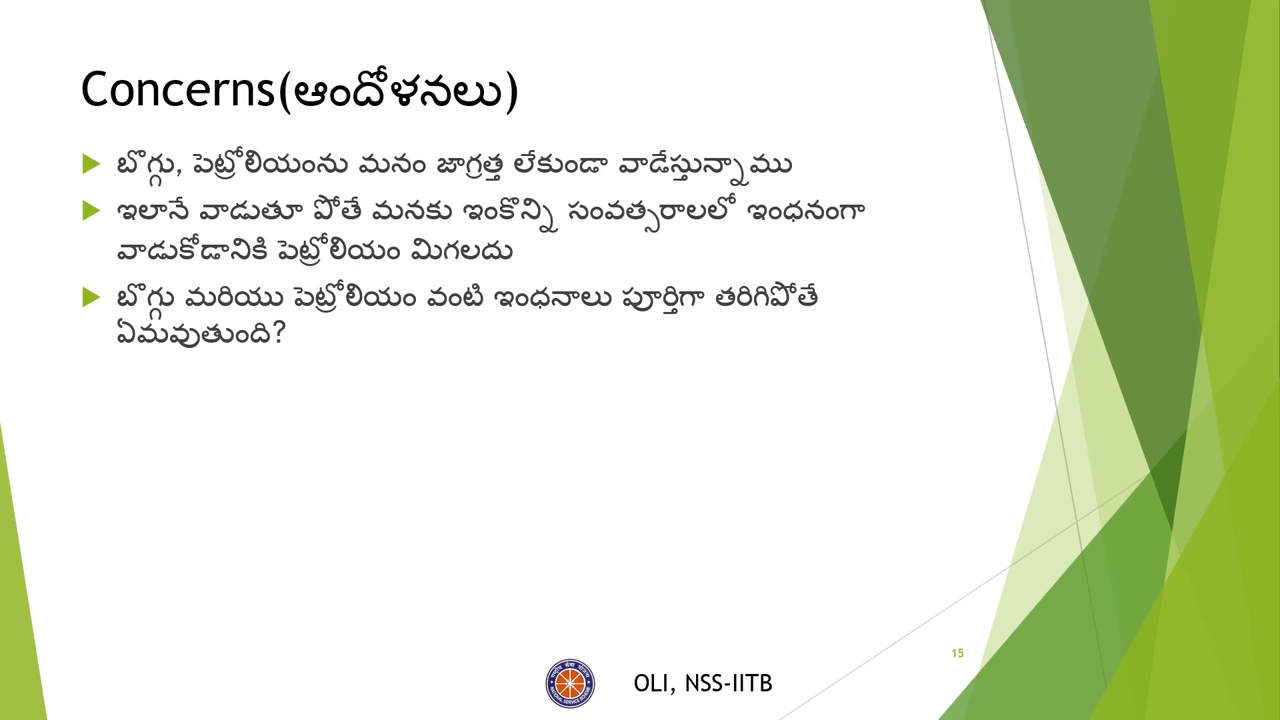 Concerns(ఆందోళనలు)
బొగ్గు, పెట్రోలియంను మనం జాగ్రత్త లేకుండా వాడేస్తున్నాము
ఇలానే వాడుతూ పోతే మనకు ఇంకొన్ని సంవత్సరాలలో ఇంధనంగా
వాడుకోడానికి పెట్రోలియం మిగలదు
బొగ్గు మరియు పెట్రోలియం వంటి ఇంధనాలు పూర్తిగా తరిగిపోతే
ఏమవుతుంది?
15
OLI, NSS-IITB